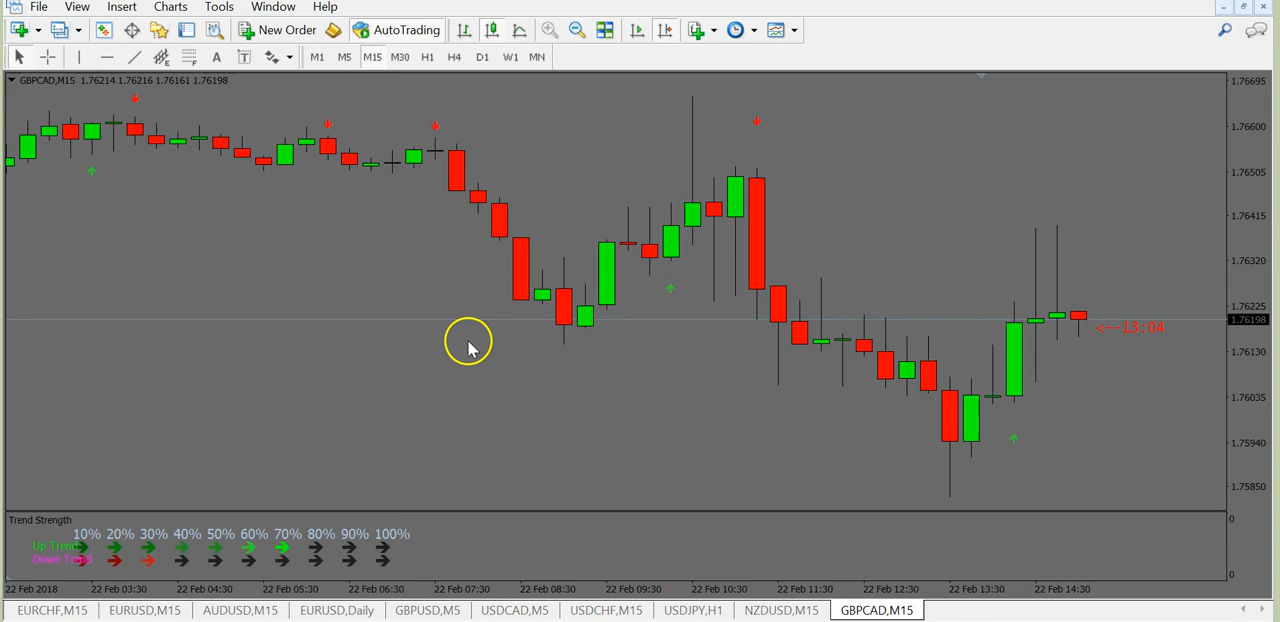 File View Insert Charts Tools Window Help
New Order AutoTrading
A T M1 M5 M15 M30 H1 H4 D1 W1 MN
GBPCAD,M15 1.76214 1.76216 1.76161 1.76198
1.76695
1.76600
1.76505
1.76415
1.76320
1.76225
1.76198
<--13:04
1.76130
1.76035
1.75940
1.75850
Trend Strength
0
10% 20% 30% 40% 50% 60% 70% 80% 90% 100%
Up Trend
Down Trend
0
22 Feb 2018 22 Feb 03:30 22 Feb 04:30 22 Feb 05:30 22 Feb 06:30 22 Feb 07:30 22 Feb 08:30 22 Feb 09:30 22 Feb 10:30 22 Feb 11:30 22 Feb 12:30 22 Feb 13:30 22 Feb 14:30
EURCHF,M15 EURUSD,M15 AUDUSD,M15 EURUSD,Daily GBPUSD,M5 USDCAD,M5 USDCHF,M15 USDJPY,H1 NZDUSD,M15 GBPCAD,M15